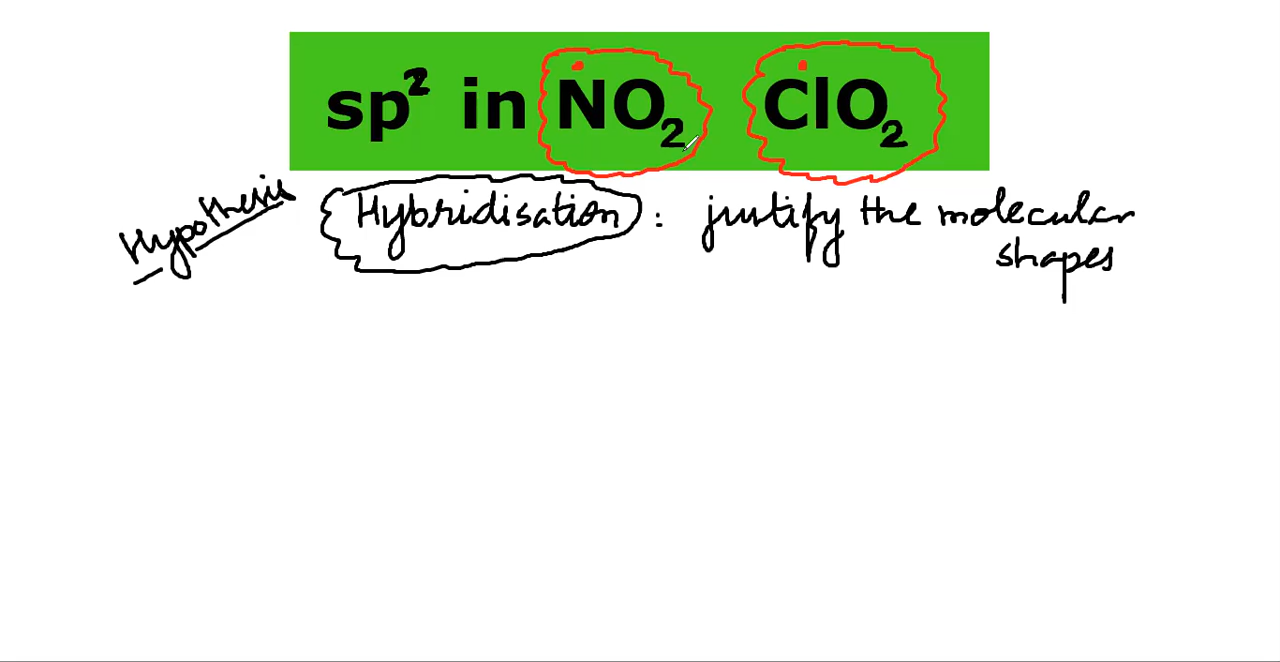 sp² in NO₂ ClO₂
Hypothesis Hybridisation : justify the molecular
shapes